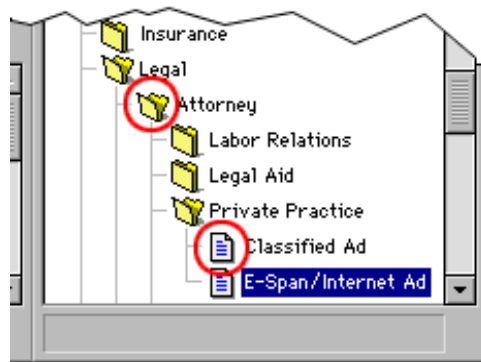 Insurance
Legal
Attorney
Labor Relations
Legal Aid
Private Practice
Classified Ad
E-Span/Internet Ad